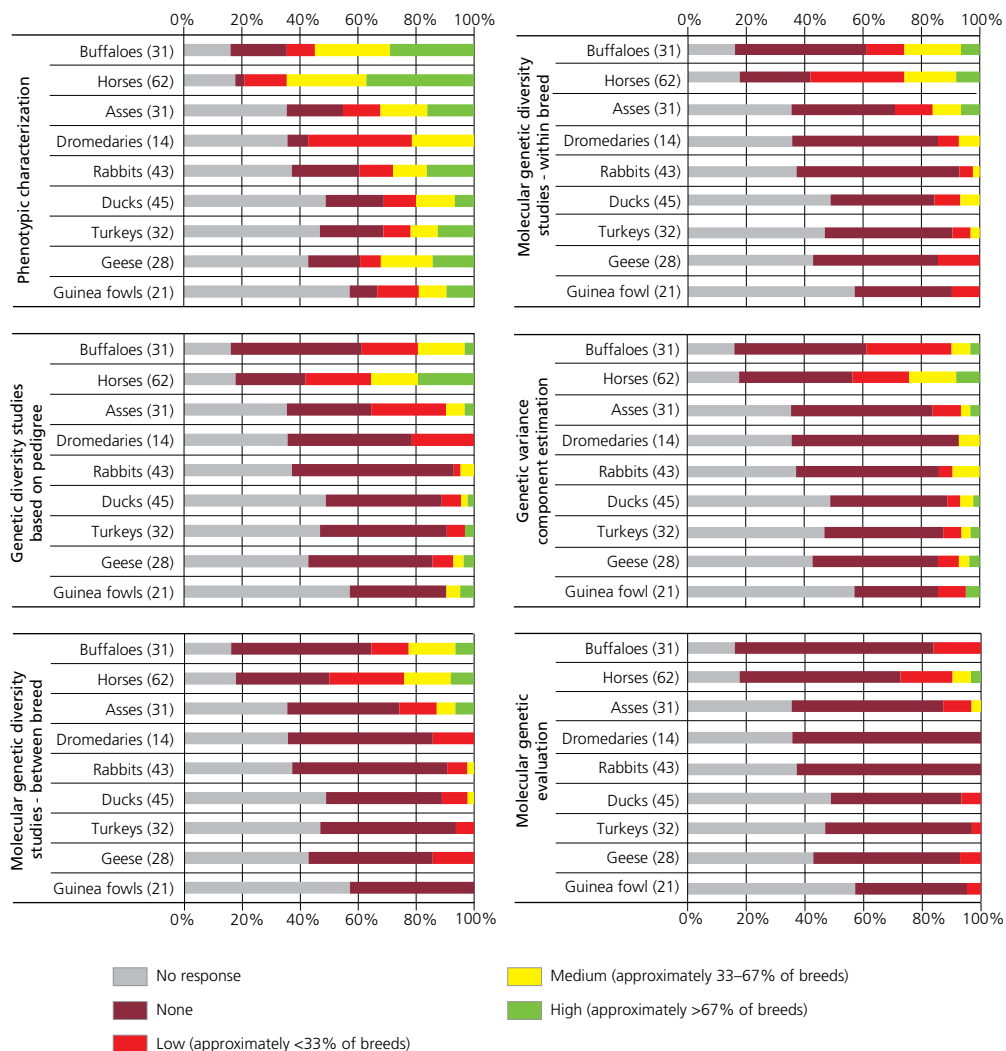 0% 20% 40% 60% 80% 100%
Phenotypic characterization
Buffaloes (31)
Horses (62)
Asses (31)
Dromedaries (14)
Rabbits (43)
Ducks (45)
Turkeys (32)
Geese (28)
Guinea fowls (21)
Genetic diversity studies
based on pedigree
Buffaloes (31)
Horses (62)
Asses (31)
Dromedaries (14)
Rabbits (43)
Ducks (45)
Turkeys (32)
Geese (28)
Guinea fowls (21)
Molecular genetic diversity
studies - between breed
Buffaloes (31)
Horses (62)
Asses (31)
Dromedaries (14)
Rabbits (43)
Ducks (45)
Turkeys (32)
Geese (28)
Guinea fowls (21)
0% 20% 40% 60% 80% 100%
0% 20% 40% 60% 80% 100%
Molecular genetic diversity
studies - within breed
Buffaloes (31)
Horses (62)
Asses (31)
Dromedaries (14)
Rabbits (43)
Ducks (45)
Turkeys (32)
Geese (28)
Guinea fowl (21)
Genetic variance
component estimation
Buffaloes (31)
Horses (62)
Asses (31)
Dromedaries (14)
Rabbits (43)
Ducks (45)
Turkeys (32)
Geese (28)
Guinea fowl (21)
Molecular genetic
evaluation
Buffaloes (31)
Horses (62)
Asses (31)
Dromedaries (14)
Rabbits (43)
Ducks (45)
Turkeys (32)
Geese (28)
Guinea fowl (21)
0% 20% 40% 60% 80% 100%
No response
None
Low (approximately <33% of breeds)
Medium (approximately 33–67% of breeds)
High (approximately >67% of breeds)